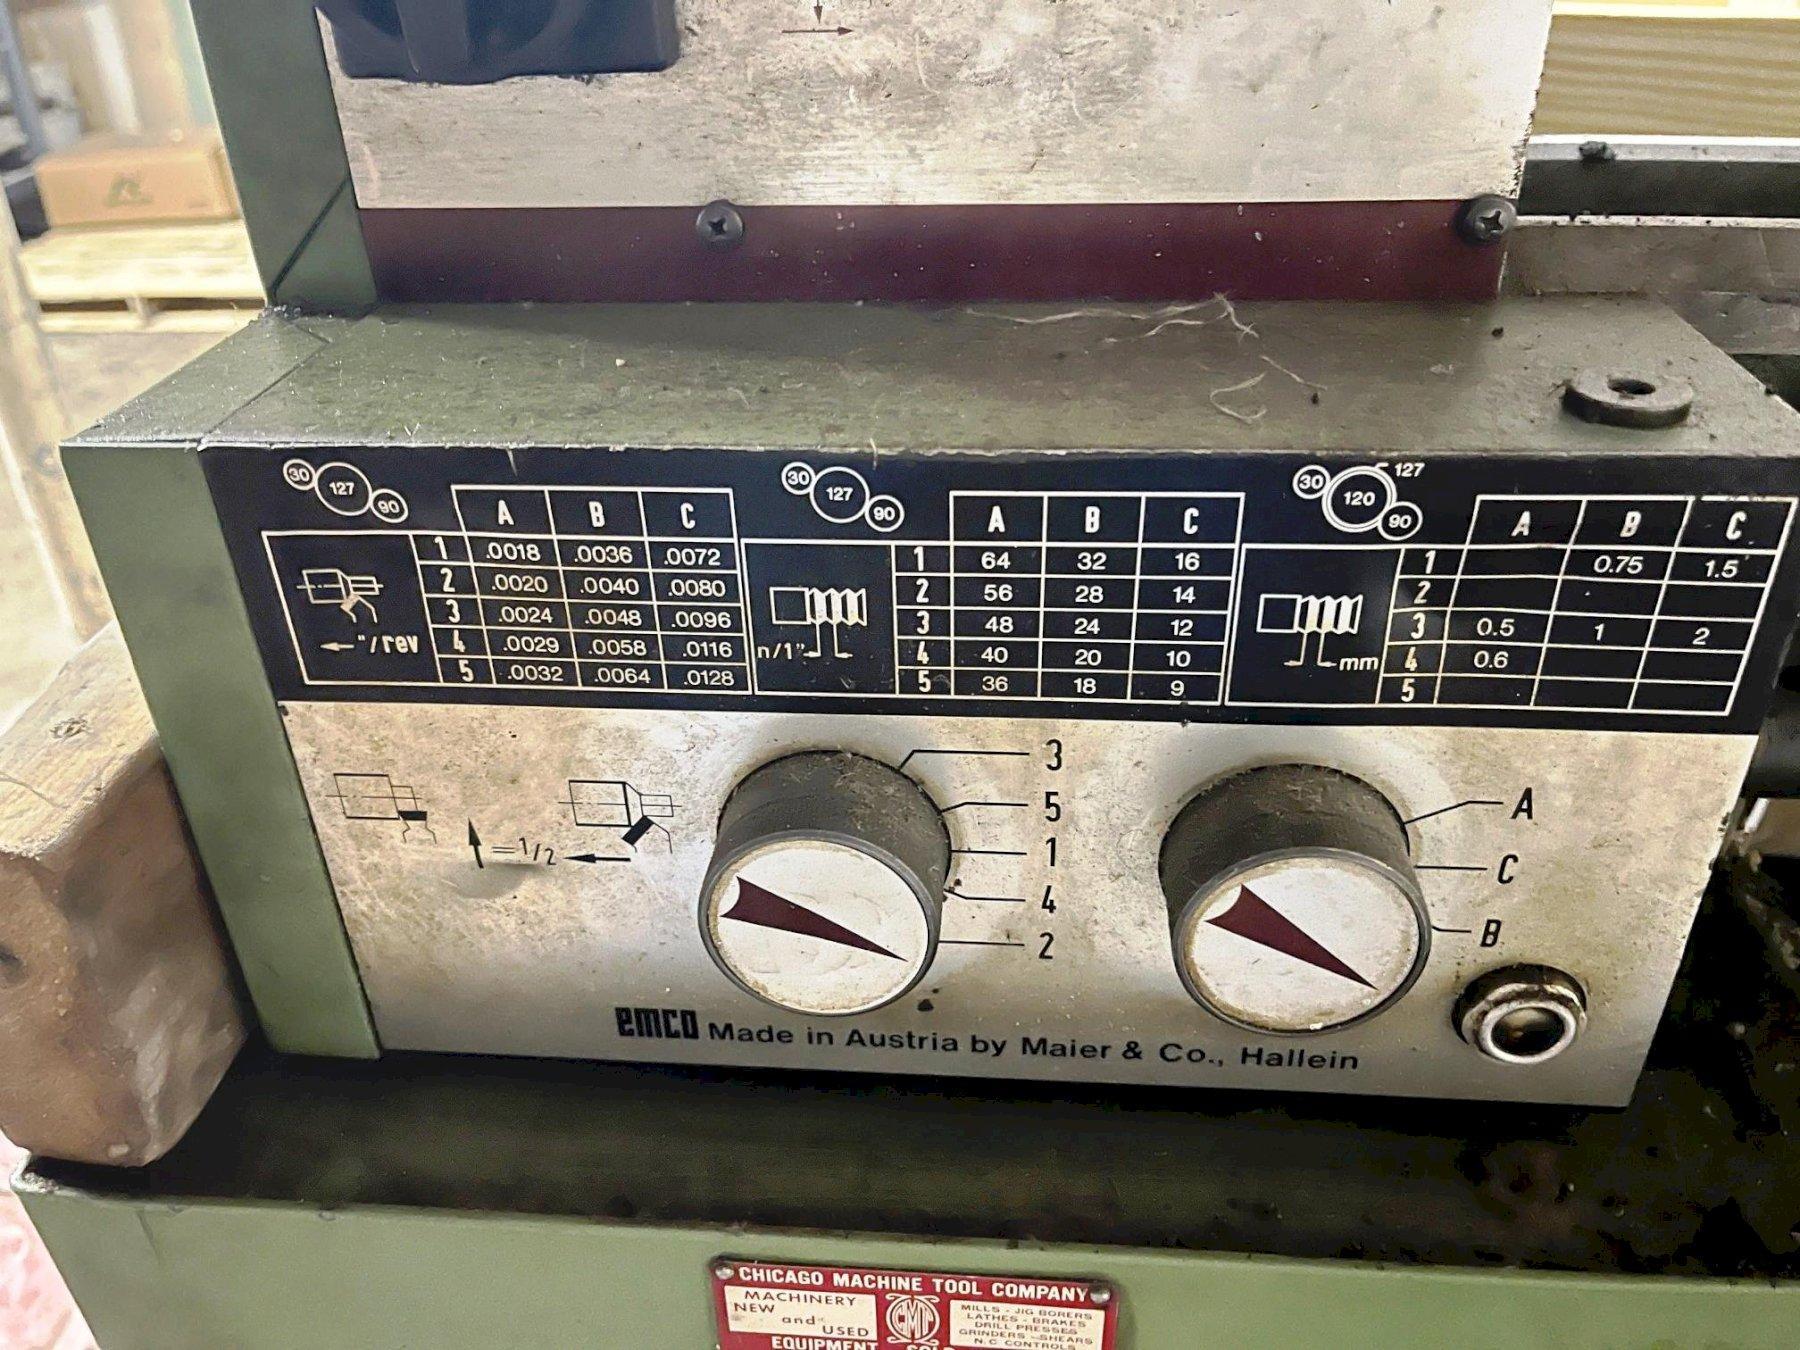 30 127 90
A B C
1 .0018 .0036 .0072
2 .0020 .0040 .0080
3 .0024 .0048 .0096
4 .0029 .0058 .0116
5 .0032 .0064 .0128
"/rev
30 127 90
A B C
1 64 32 16
2 56 28 14
3 48 24 12
4 40 20 10
5 36 18 9
n/1"
30 120 127 90
A B C
1 0.75 1.5
2
3 0.5 1 2
4 0.6
5
mm
=1/2
3
5
1
4
2
A
C
B
emco Made in Austria by Maier & Co., Hallein
CHICAGO MACHINE TOOL COMPANY
MACHINERY
NEW
and
USED
EQUIPMENT
CMT
MILLS - JIG BORERS
LATHES - BRAKES
DRILL PRESSES
GRINDERS - SHEARS
N.C. CONTROLS